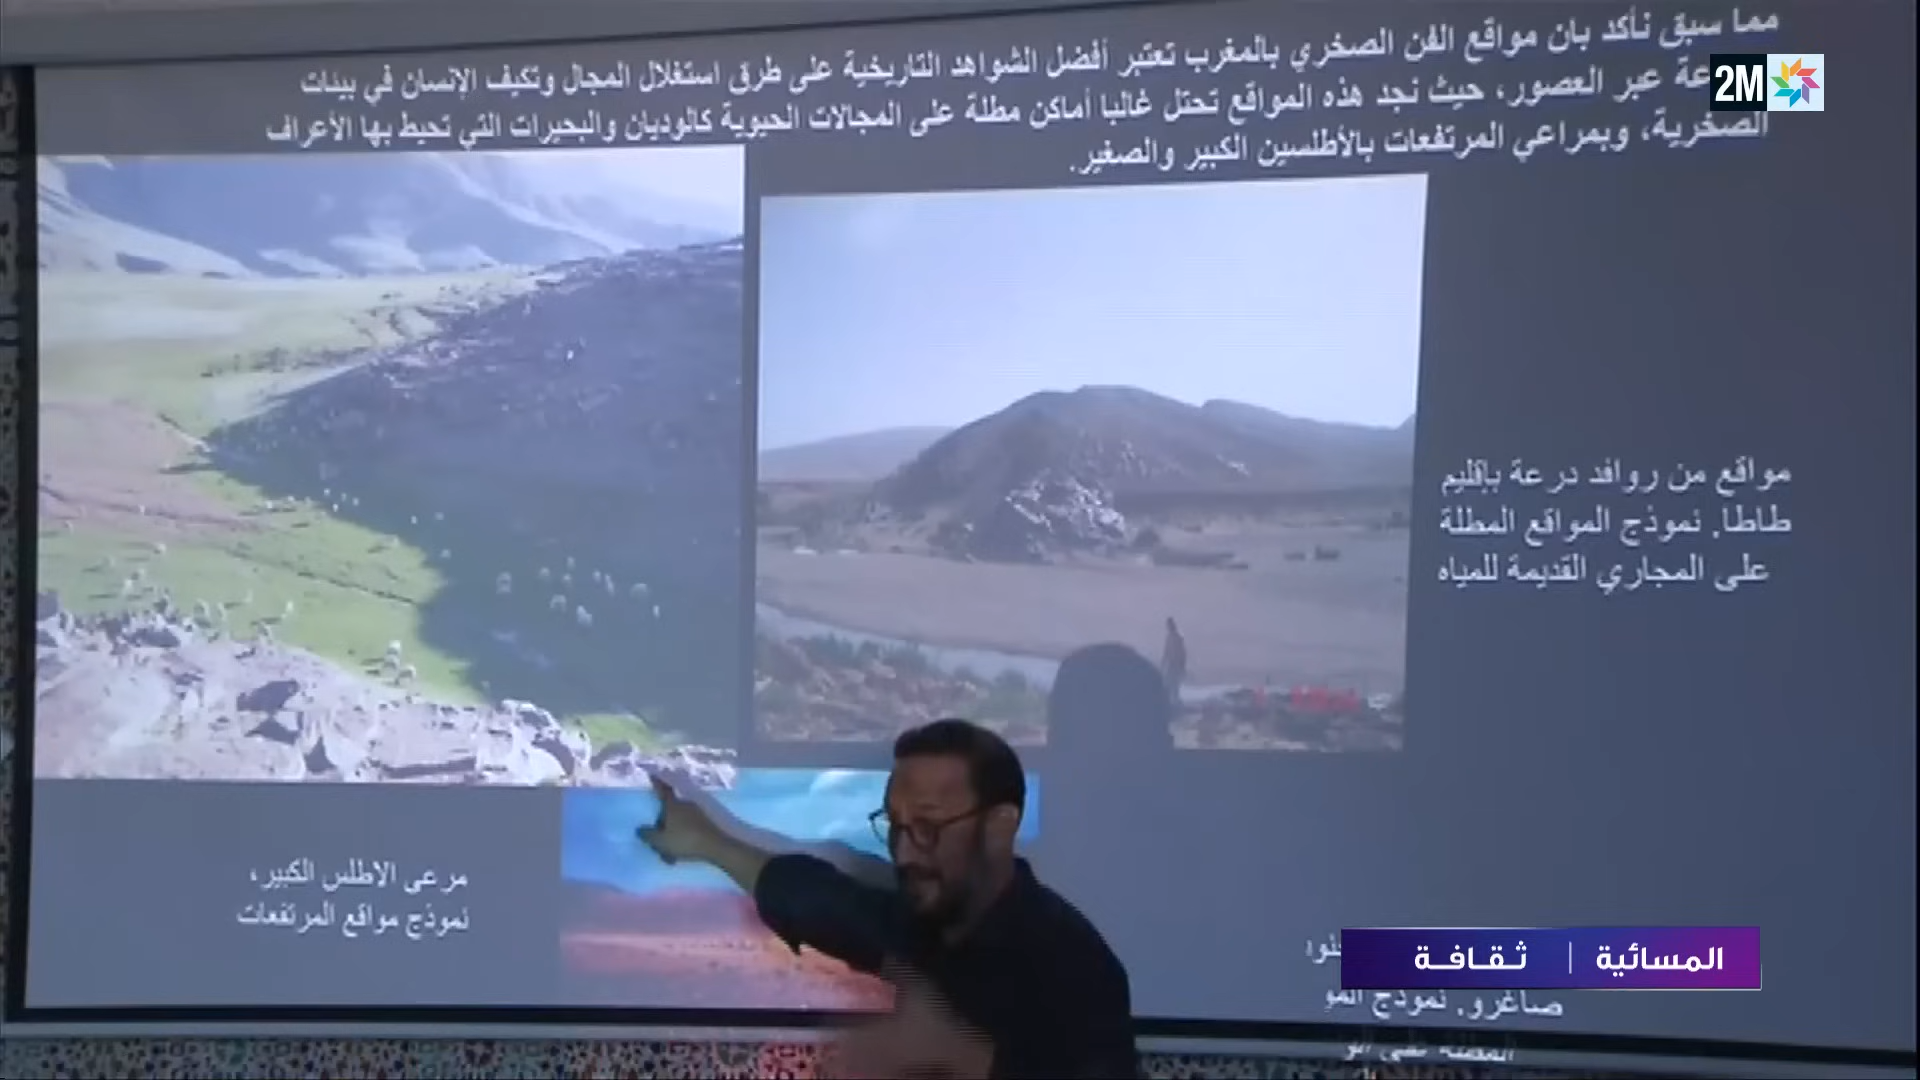 مما سبق نأكد بان مواقع الفن الصخري بالمغرب تعتبر أفضل الشواهد التاريخية على طرق استغلال المجال وتكيف الإنسان في بيئات
عبر العصور، حيث نجد هذه المواقع تحتل غالبا أماكن مطلة على المجالات الحيوية كالوديان والبحيرات التي تحيط بها الأعراف
الصخرية، وبمراعي المرتفعات بالأطلسين الكبير والصغير.
2M
مواقع من روافد درعة بإقليم
طاطا. نموذج المواقع المطلة
على المجاري القديمة للمياه
مرعى الاطلس الكبير،
نموذج مواقع المرتفعات
المسائية | ثقافة
صاغرو. نموذج